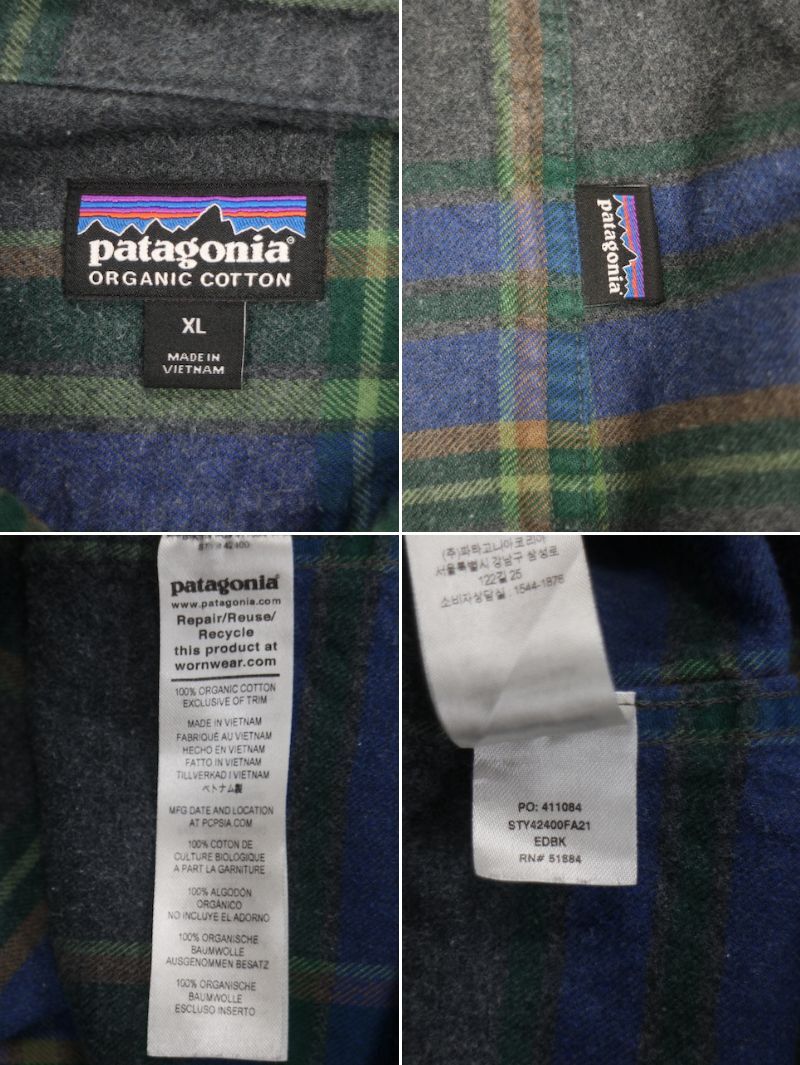 patagonia®
ORGANIC COTTON
XL
MADE IN
VIETNAM
patagonia
STY# 42400
patagonia®
www.patagonia.com
Repair/Reuse/
Recycle
this product at
wornwear.com
100% ORGANIC COTTON
EXCLUSIVE OF TRIM
MADE IN VIETNAM
FABRIQUÉ AU VIETNAM
HECHO EN VIETNAM
FATTO IN VIETNAM
TILLVERKAD I VIETNAM
ベトナム製
MFG DATE AND LOCATION
AT PCPSIA.COM
100% COTON DE
CULTURE BIOLOGIQUE
A PART LA GARNITURE
100% ALGODÓN
ORGÁNICO
NO INCLUYE EL ADORNO
100% ORGANISCHE
BAUMWOLLE
AUSGENOMMEN BESATZ
100% ORGANISCHE
BAUMWOLLE
ESCLUSO INSERTO
(주)파타고니아코리아
서울특별시 강남구 삼성로
122길 25
소비자상담실 : 1544-1876
PO: 411084
STY42400FA21
EDBK
RN# 51884